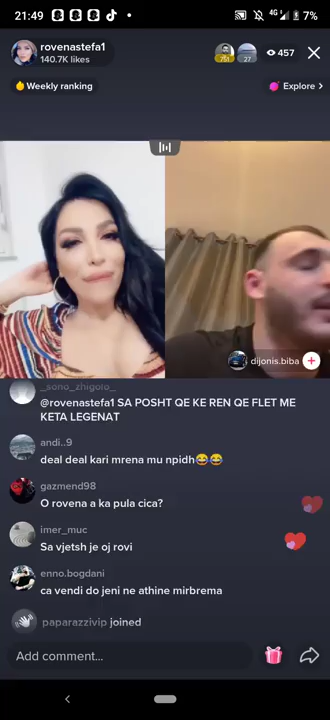 21:49
4G
7%
rovenastefa1
140.7K likes
751
27
457
Weekly ranking
Explore >
dijonis.biba
_sono_zhigolo_
@rovenastefa1 SA POSHT QE KE REN QE FLET ME
KETA LEGENAT
andi..9
deal deal kari mrena mu npidh😂😂
gazmend98
O rovena a ka pula cica?
imer_muc
Sa vjetsh je oj rovi
enno.bogdani
ca vendi do jeni ne athine mirbrema
paparazzivip joined
Add comment...